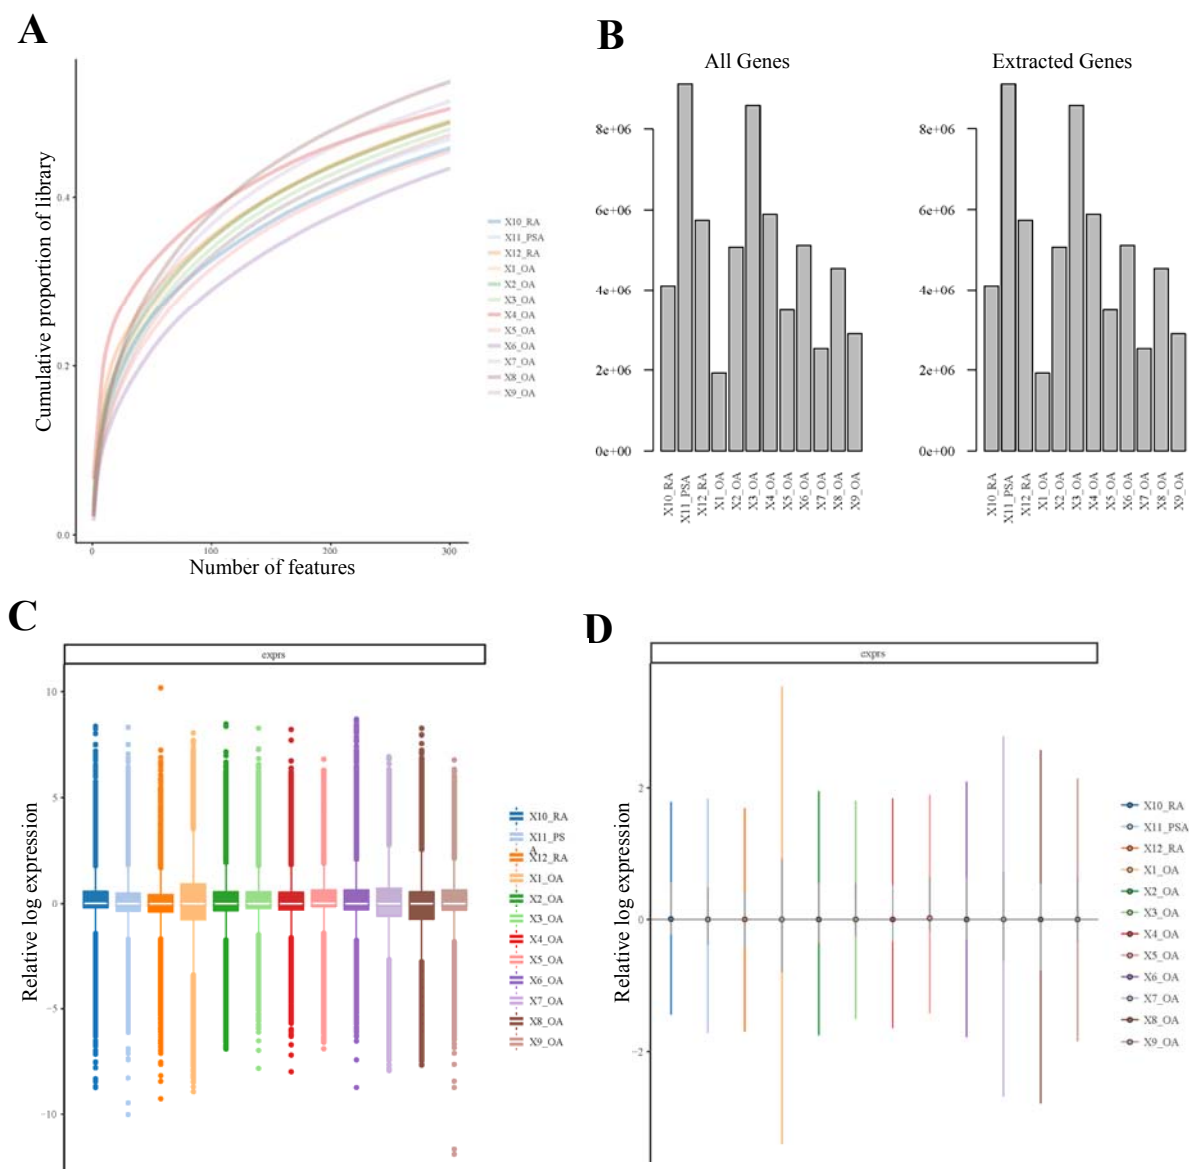 A
Cumulative proportion of library
0.4
0.2
0.0
0
100
300
Number of features
X10_RA
X11_PSA
X12_RA
X1_OA
X2_OA
X3_OA
X4_OA
X5_OA
X6_OA
X7_OA
X8_OA
X9_OA
B
All Genes
8e+06
6e+06
4e+06
2e+06
0e+00
X10_RA
X11_PSA
X12_RA
X1_OA
X2_OA
X3_OA
X4_OA
X5_OA
X6_OA
X7_OA
X8_OA
X9_OA
Extracted Genes
8e+06
6e+06
4e+06
2e+06
0e+00
X10_RA
X11_PSA
X12_RA
X1_OA
X2_OA
X3_OA
X4_OA
X5_OA
X6_OA
X7_OA
X8_OA
X9_OA
C
exprs
Relative log expression
10
5
0
−5
−10
X10_RA
X11_PS
A
X12_RA
X1_OA
X2_OA
X3_OA
X4_OA
X5_OA
X6_OA
X7_OA
X8_OA
X9_OA
D
exprs
Relative log expression
2
0
−2
X10_RA
X11_PSA
X12_RA
X1_OA
X2_OA
X3_OA
X4_OA
X5_OA
X6_OA
X7_OA
X8_OA
X9_OA